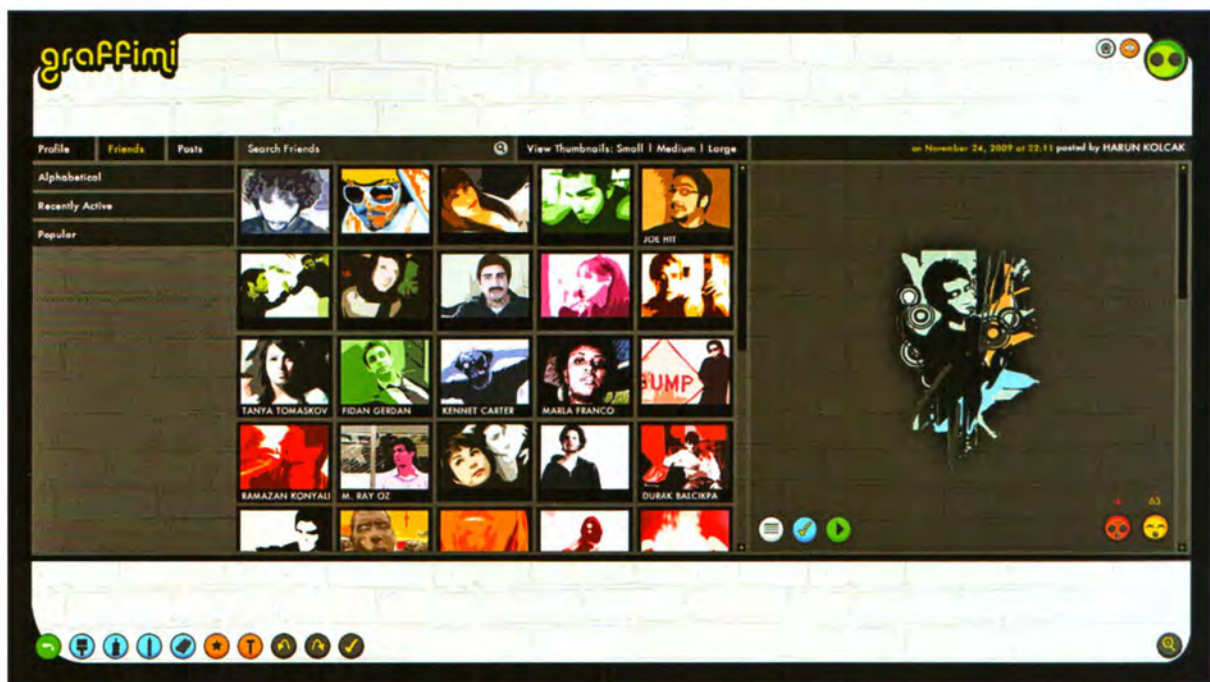 graffimi
Profile Friends Posts Search Friends View Thumbnails: Small | Medium | Large on November 24, 2009 at 22:11 posted by HARUN KOLCAK
Alphabetical
Recently Active
Popular
JOE HIT
BUMP
TANYA TOMASKOV FIDAN GERDAN KENNET CARTER MARLA FRANCO
RAMAZAN KONYALI M. RAY OZ DURAK BALCIKPA
63
T